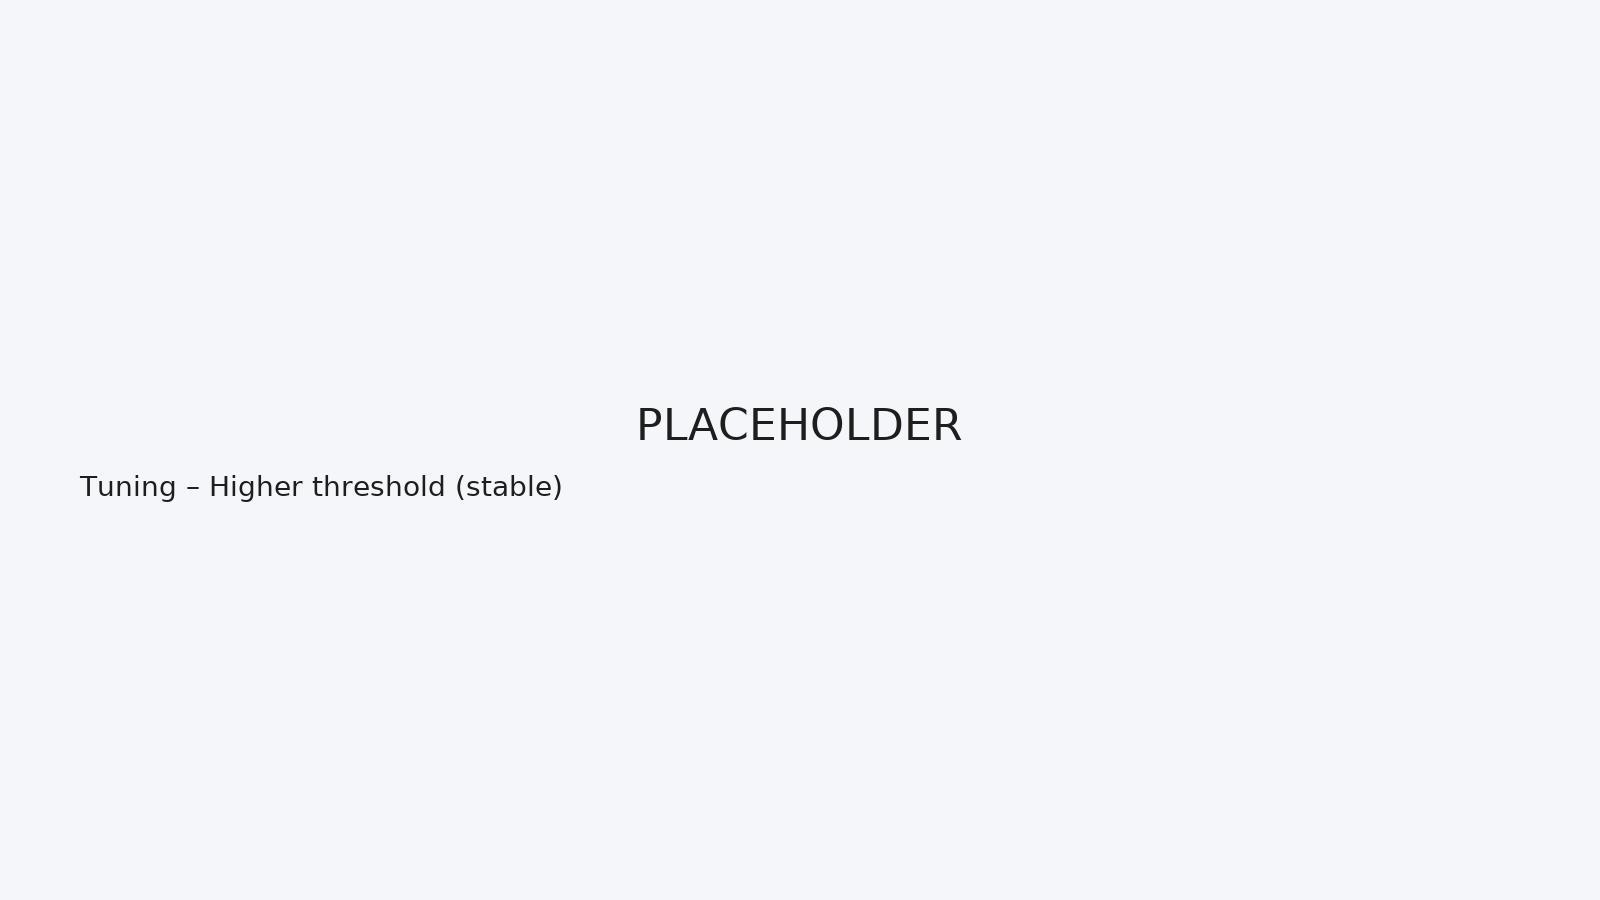 PLACEHOLDER
Tuning – Higher threshold (stable)